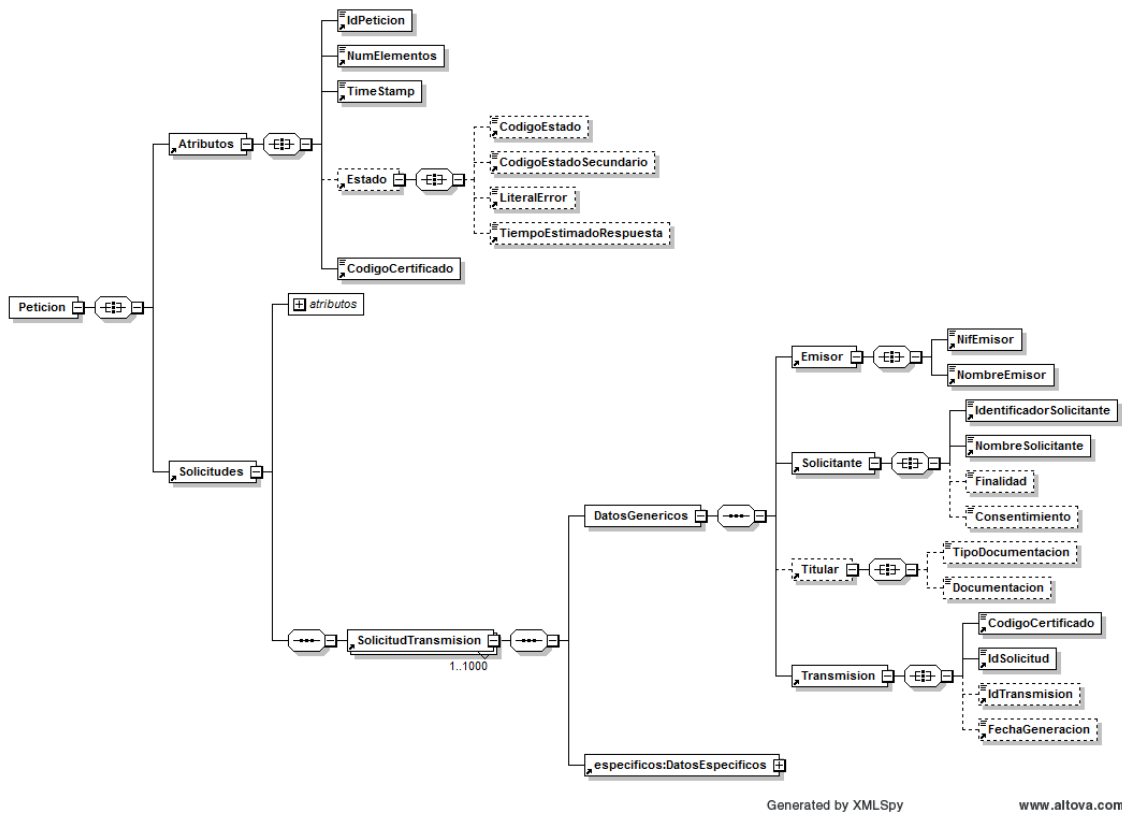 IdPeticion
NumElementos
TimeStamp
CodigoEstado
Atributos
CodigoEstadoSecundario
Estado
LiteralError
TiempoEstimadoRespuesta
CodigoCertificado
Peticion
atributos
NifEmisor
Emisor
NombreEmisor
IdentificadorSolicitante
NombreSolicitante
Solicitudes
Solicitante
Finalidad
DatosGenericos
Consentimiento
TipoDocumentacion
Titular
Documentacion
CodigoCertificado
SolicitudTransmision
1..1000
IdSolicitud
Transmision
IdTransmision
FechaGeneracion
especificos:DatosEspecificos
Generated by XMLSpy
www.altova.com